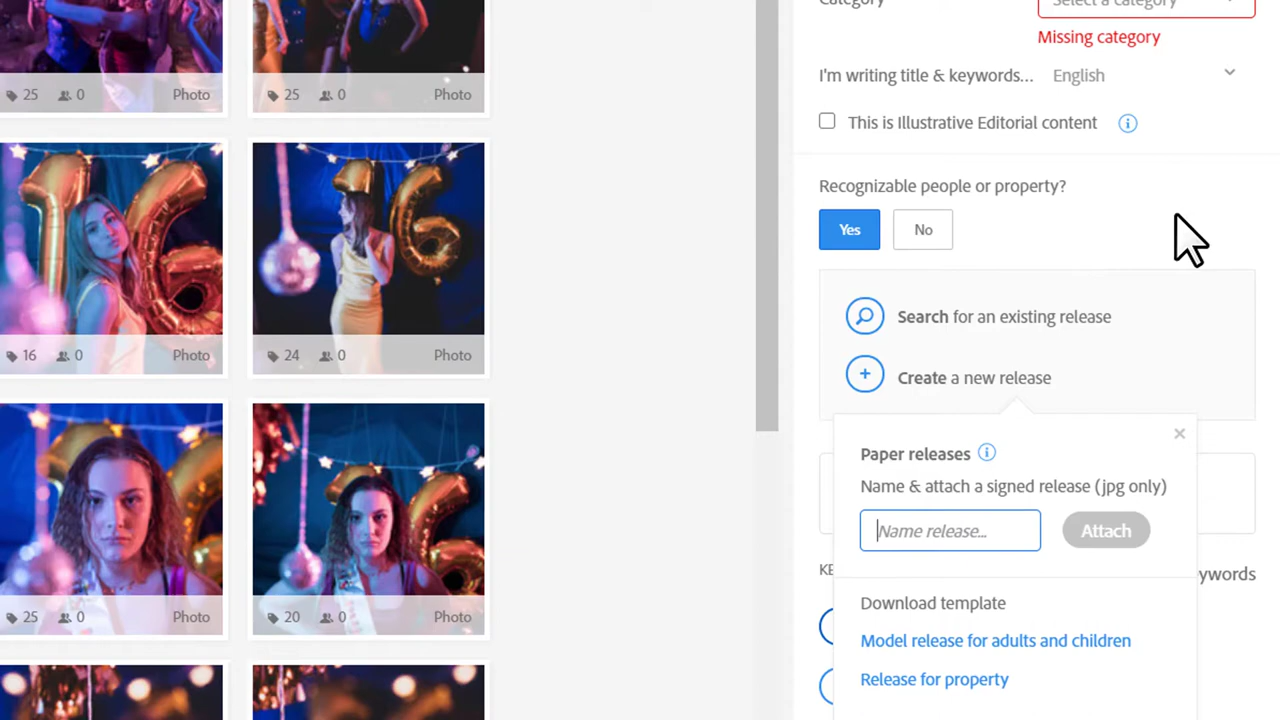 25 0 Photo
25 0 Photo
16 0 Photo
24 0 Photo
25 0 Photo
20 0 Photo
Category
Select a category
Missing category
I'm writing title & keywords... English
This is Illustrative Editorial content
Recognizable people or property?
Yes No
Search for an existing release
Create a new release
Paper releases
Name & attach a signed release (jpg only)
Name release... Attach
KE ywords
Download template
Model release for adults and children
Release for property